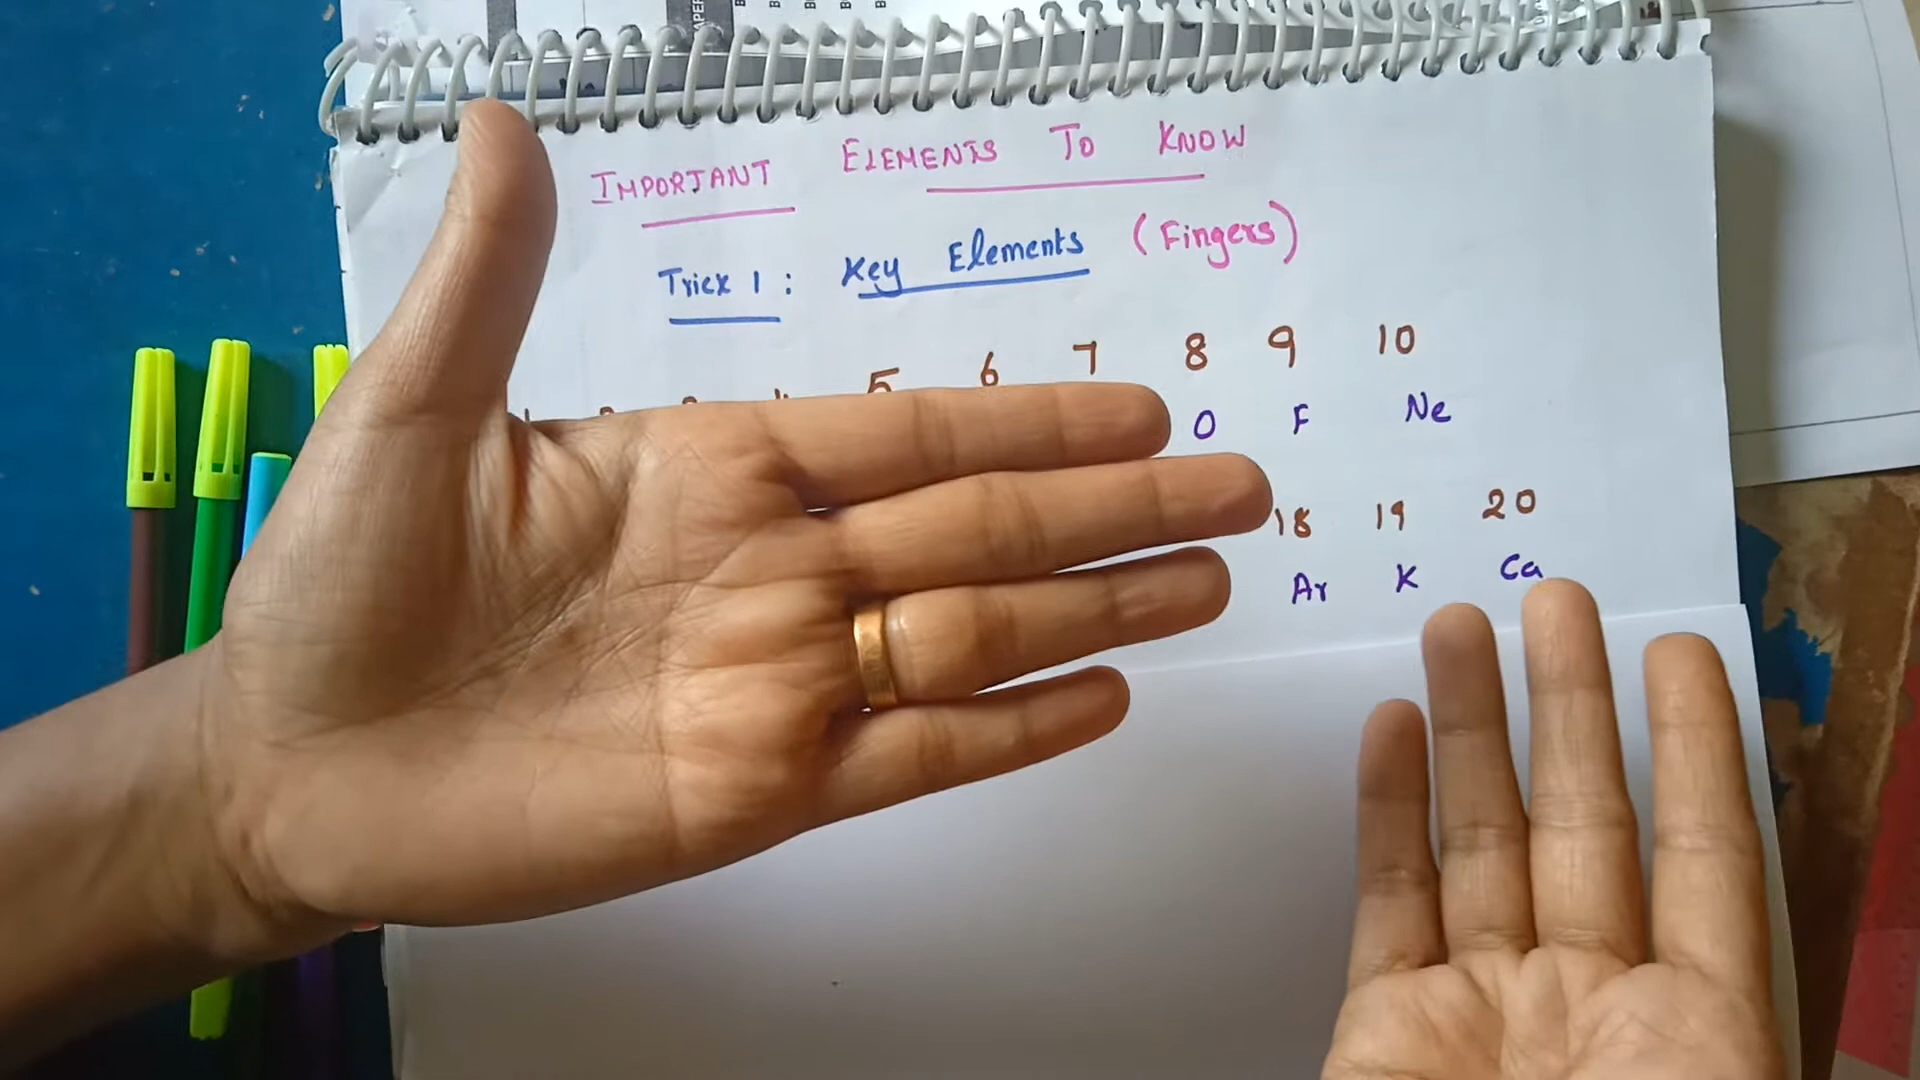 IMPORTANT ELEMENTS TO KNOW
Trick 1 : Key Elements (Fingers)
5 6 7 8 9 10
O F Ne
18 19 20
Ar K Ca